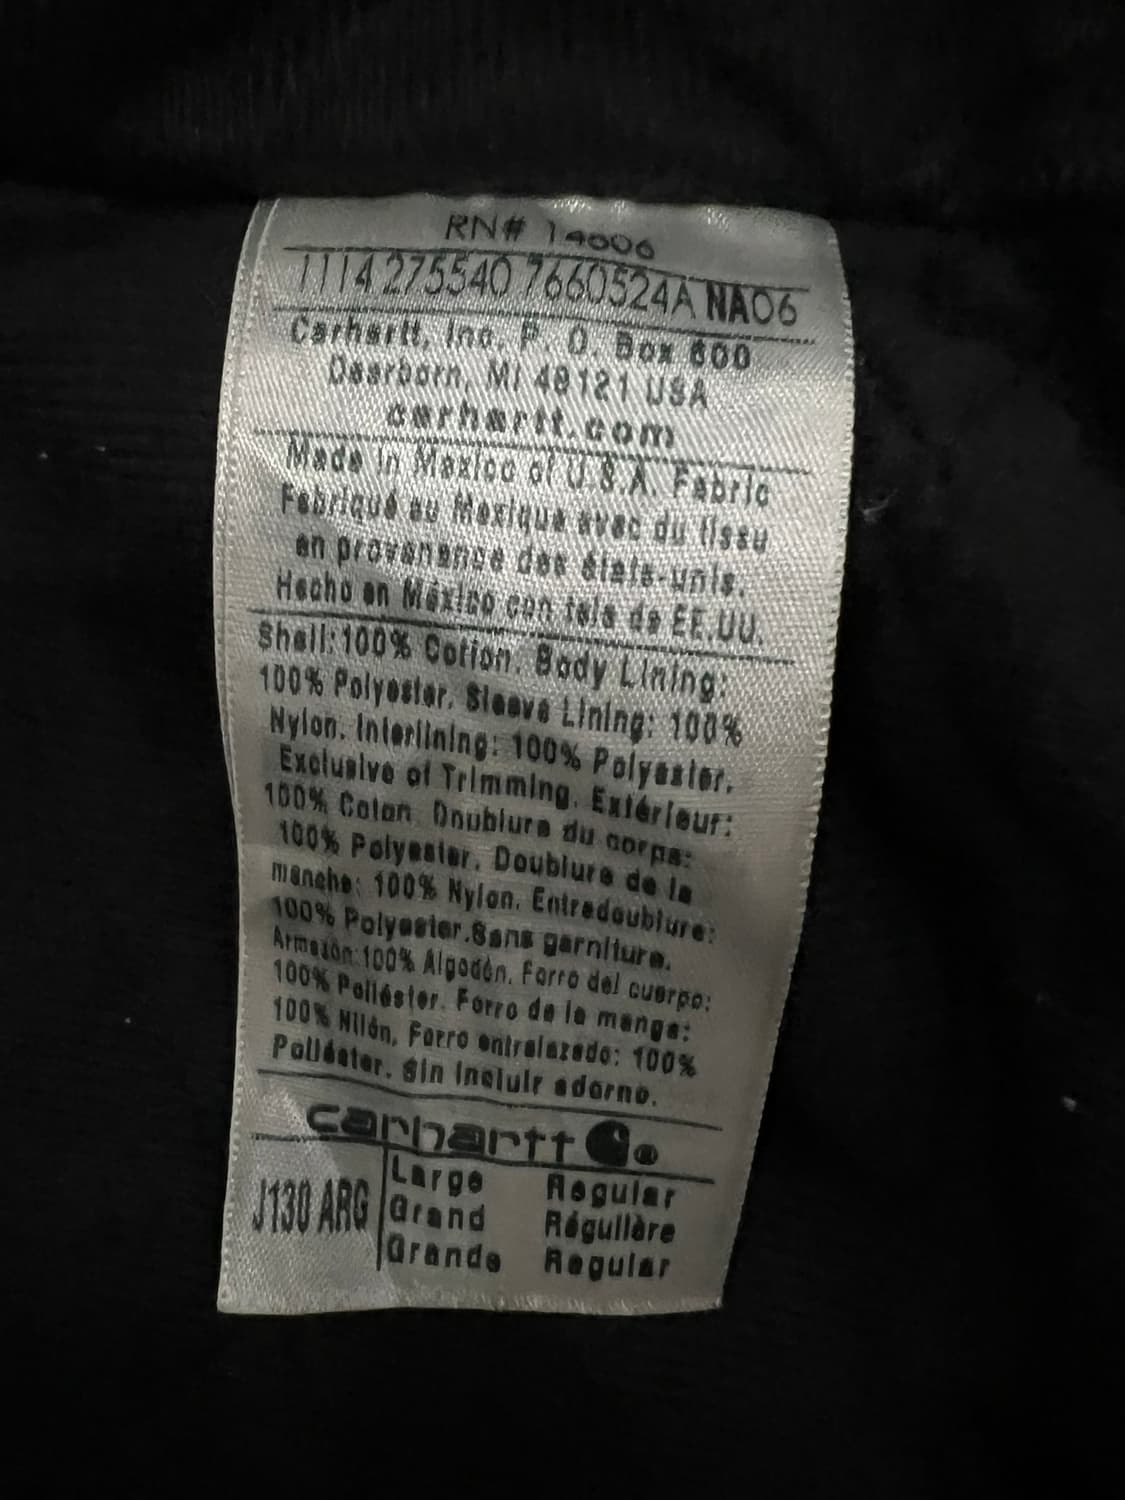 RN# 14806
1114275540 7660524A NA06
Carhartt, Inc. P. O. Box 600
Dearborn, MI 48121 USA
carhartt.com
Made in Mexico of U.S.A. Fabric
Fabriqué au Mexique avec du tissu
en provenance des états-unis.
Hecho en México con tela de EE.UU.
Shell: 100% Cotton. Body Lining:
100% Polyester. Sleeve Lining: 100%
Nylon. Interlining: 100% Polyester.
Exclusive of Trimming. Extérieur:
100% Coton. Doublure du corps:
100% Polyester. Doublure de la
manche: 100% Nylon. Entredoublure:
100% Polyester. Sans garniture.
Armazón: 100% Algodón. Forro del cuerpo:
100% Poliéster. Forro de la manga:
100% Nilón, Forro entrelazado: 100%
Poliéster. Sin incluir adorno.
carhartt
J130 ARG
Large Regular
Grand Régulière
Grande Regular